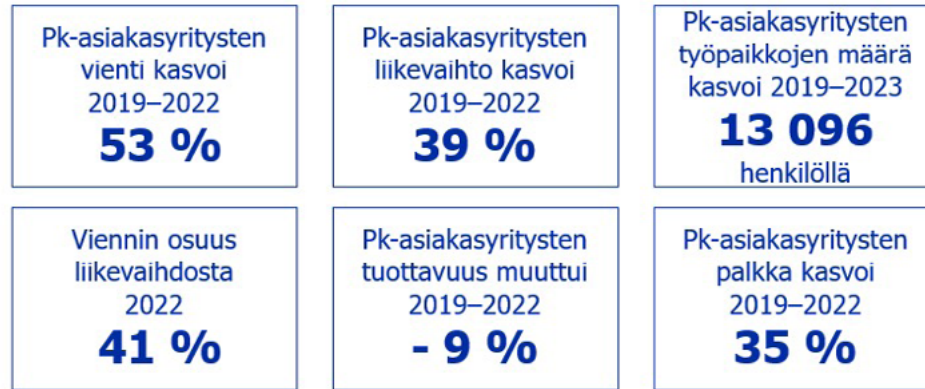 Pk-asiakasyritysten
vienti kasvoi
2019–2022
53 %
Pk-asiakasyritysten
liikevaihto kasvoi
2019–2022
39 %
Pk-asiakasyritysten
työpaikkojen määrä
kasvoi 2019–2023
13 096
henkilöllä
Viennin osuus
liikevaihdosta
2022
41 %
Pk-asiakasyritysten
tuottavuus muuttui
2019–2022
- 9 %
Pk-asiakasyritysten
palkka kasvoi
2019–2022
35 %